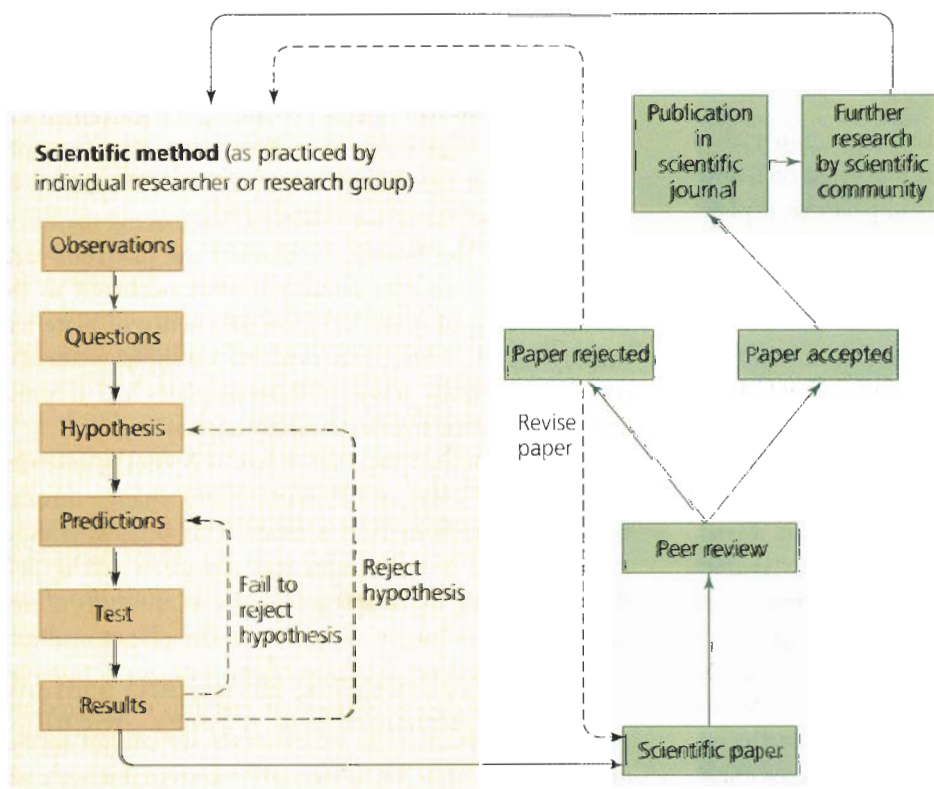 Scientific method (as practiced by
individual researcher or research group)
Observations
Questions
Hypothesis
Predictions
Test
Results
Fail to
reject
hypothesis
Reject
hypothesis
Publication
in
scientific
journal
Further
research
by scientific
community
Paper rejected
Paper accepted
Revise
paper
Peer review
Scientific paper